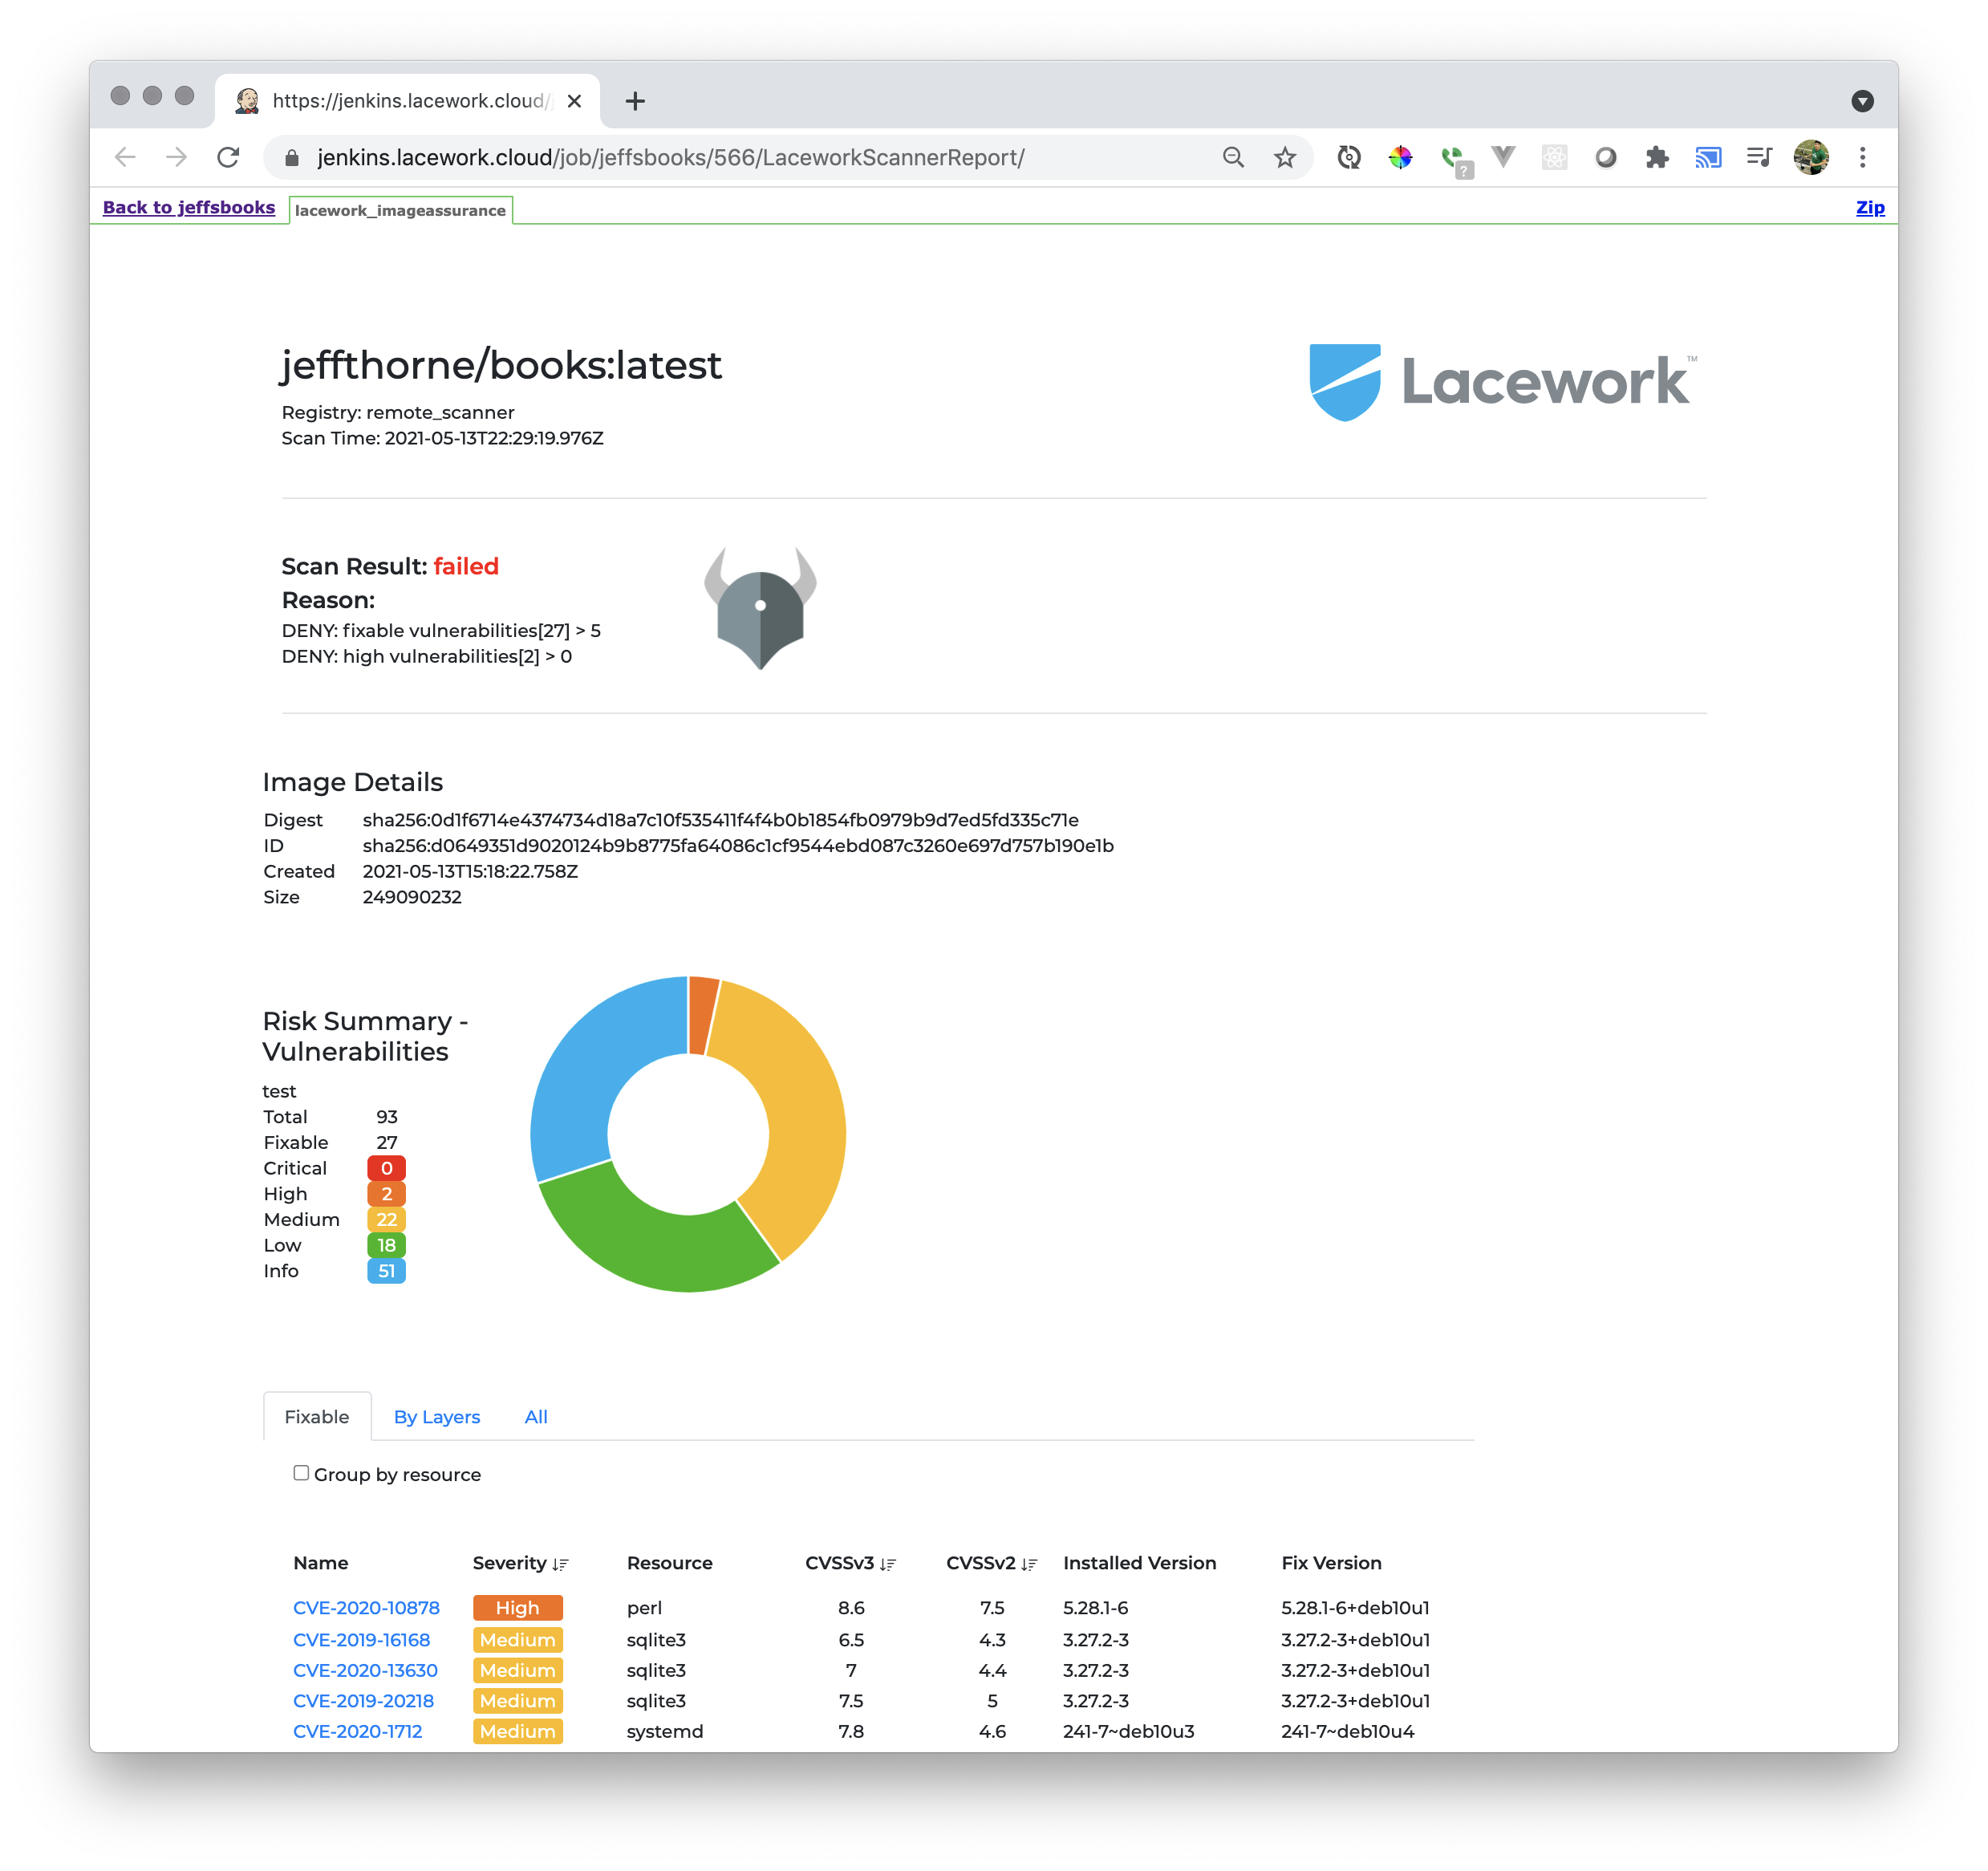 https://jenkins.lacework.cloud/
jenkins.lacework.cloud/job/jeffsbooks/566/LaceworkScannerReport/
?
Back to jeffsbooks lacework_imageassurance Zip
jeffthorne/books:latest
Lacework™
Registry: remote_scanner
Scan Time: 2021-05-13T22:29:19.976Z
Scan Result: failed
Reason:
DENY: fixable vulnerabilities[27] > 5
DENY: high vulnerabilities[2] > 0
Image Details
Digest sha256:0d1f6714e4374734d18a7c10f535411f4f4b0b1854fb0979b9d7ed5fd335c71e
ID sha256:d0649351d9020124b9b8775fa64086c1cf9544ebd087c3260e697d757b190e1b
Created 2021-05-13T15:18:22.758Z
Size 249090232
Risk Summary -
Vulnerabilities
test
Total 93
Fixable 27
Critical 0
High 2
Medium 22
Low 18
Info 51
Fixable By Layers All
Group by resource
Name Severity Resource CVSSv3 CVSSv2 Installed Version Fix Version
CVE-2020-10878 High perl 8.6 7.5 5.28.1-6 5.28.1-6+deb10u1
CVE-2019-16168 Medium sqlite3 6.5 4.3 3.27.2-3 3.27.2-3+deb10u1
CVE-2020-13630 Medium sqlite3 7 4.4 3.27.2-3 3.27.2-3+deb10u1
CVE-2019-20218 Medium sqlite3 7.5 5 3.27.2-3 3.27.2-3+deb10u1
CVE-2020-1712 Medium systemd 7.8 4.6 241-7~deb10u3 241-7~deb10u4